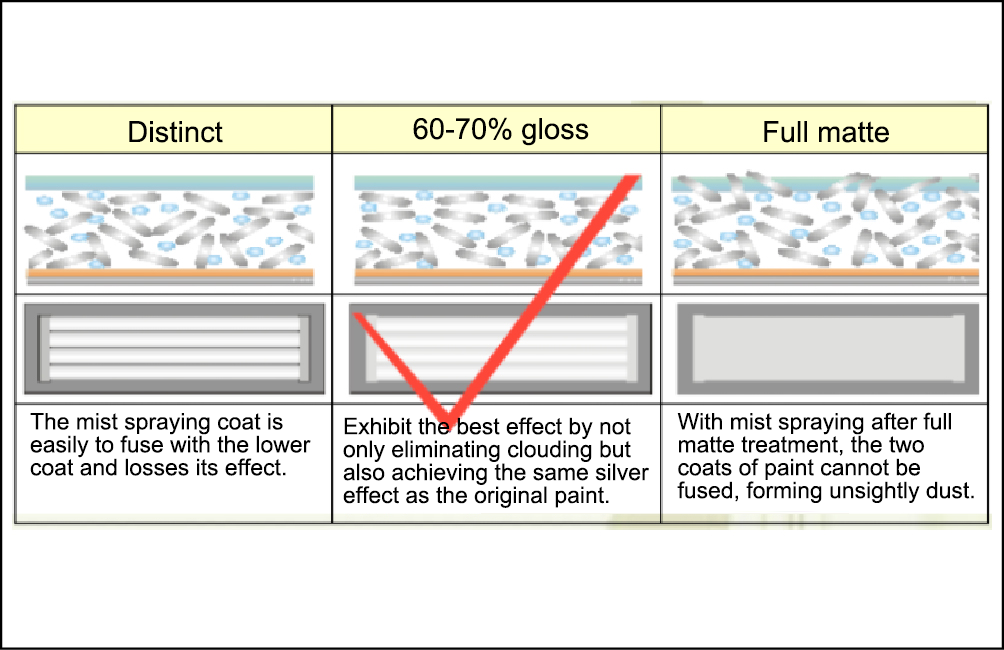 Distinct
60-70% gloss
Full matte
The mist spraying coat is
easily to fuse with the lower
coat and losses its effect.
Exhibit the best effect by not
only eliminating clouding but
also achieving the same silver
effect as the original paint.
With mist spraying after full
matte treatment, the two
coats of paint cannot be
fused, forming unsightly dust.